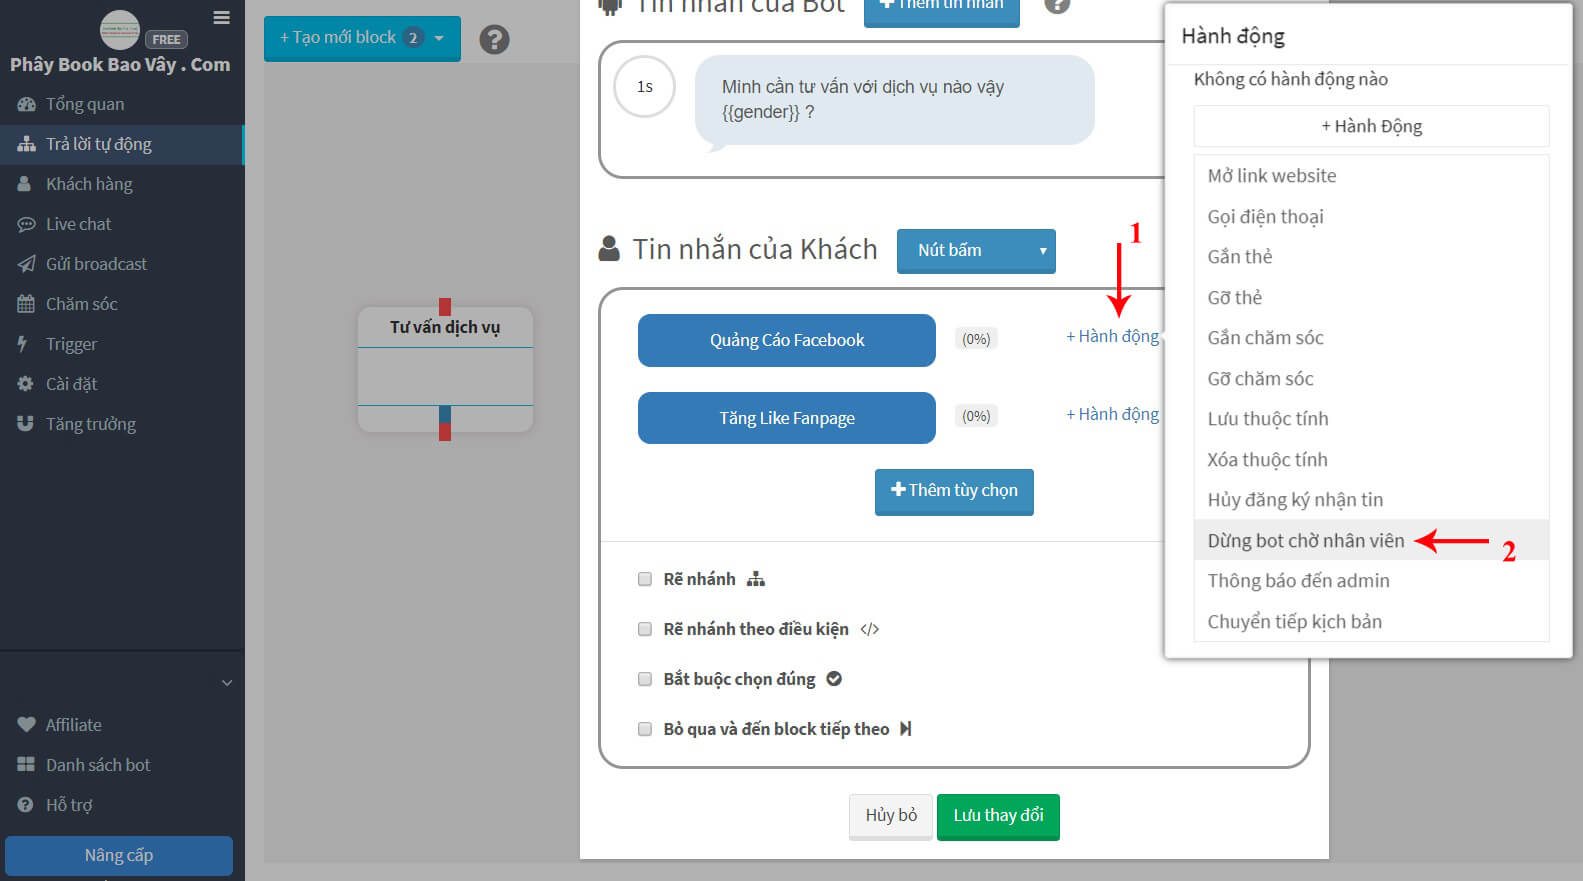 FREE
Phây Book Bao Vây . Com
Tổng quan
Trả lời tự động
Khách hàng
Live chat
Gửi broadcast
Chăm sóc
Trigger
Cài đặt
Tăng trưởng
Affiliate
Danh sách bot
Hỗ trợ
Nâng cấp
+ Tạo mới block 2
Tư vấn dịch vụ
Tin nhắn của Bot
+ Thêm tin nhắn
1s
Mình cần tư vấn với dịch vụ nào vậy
{{gender}} ?
Tin nhắn của Khách
Nút bấm
1
Quảng Cáo Facebook
(0%)
+ Hành động
Tăng Like Fanpage
(0%)
+ Hành động
+ Thêm tùy chọn
Rẽ nhánh
Rẽ nhánh theo điều kiện </>
Bắt buộc chọn đúng
Bỏ qua và đến block tiếp theo
Hủy bỏ
Lưu thay đổi
Hành động
Không có hành động nào
+ Hành Động
Mở link website
Gọi điện thoại
Gắn thẻ
Gỡ thẻ
Gắn chăm sóc
Gỡ chăm sóc
Lưu thuộc tính
Xóa thuộc tính
Hủy đăng ký nhận tin
Dừng bot chờ nhân viên
2
Thông báo đến admin
Chuyển tiếp kịch bản